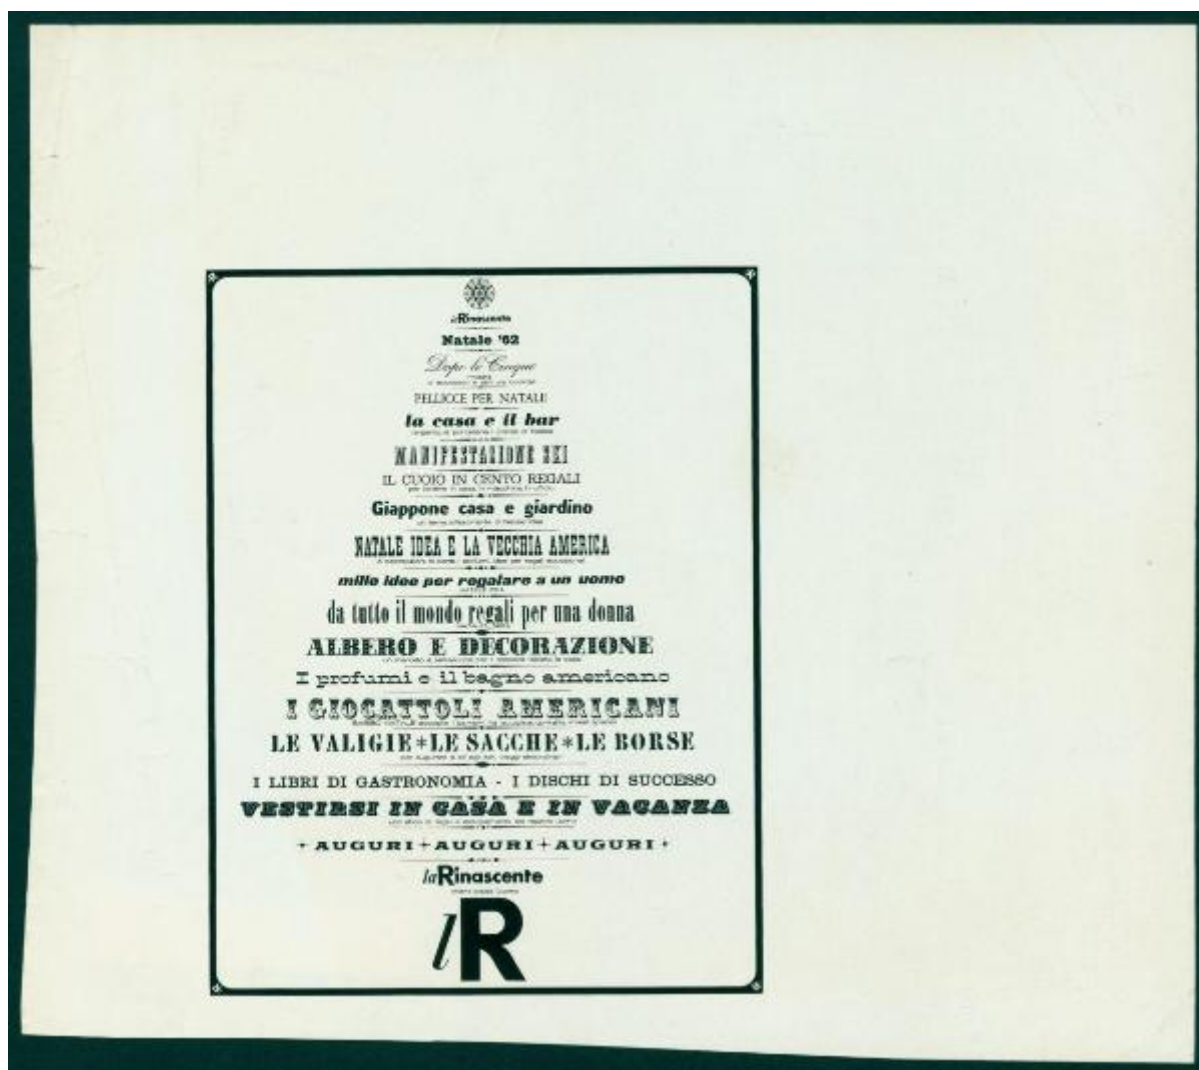 laRinascente
Natale '62
Dopo le Cinque
PELLICCE PER NATALE
la casa e il bar
MANIFESTAZIONE SKI
IL CUOIO IN CENTO REGALI
Giappone casa e giardino
NATALE IDEA E LA VECCHIA AMERICA
mille idee per regalare a un uomo
da tutto il mondo regali per una donna
ALBERO E DECORAZIONE
I profumi e il bagno americano
I GIOCATTOLI AMERICANI
LE VALIGIE*LE SACCHE*LE BORSE
I LIBRI DI GASTRONOMIA - I DISCHI DI SUCCESSO
VESTIRSI IN CASA E IN VACANZA
+ AUGURI + AUGURI + AUGURI +
laRinascente
lR